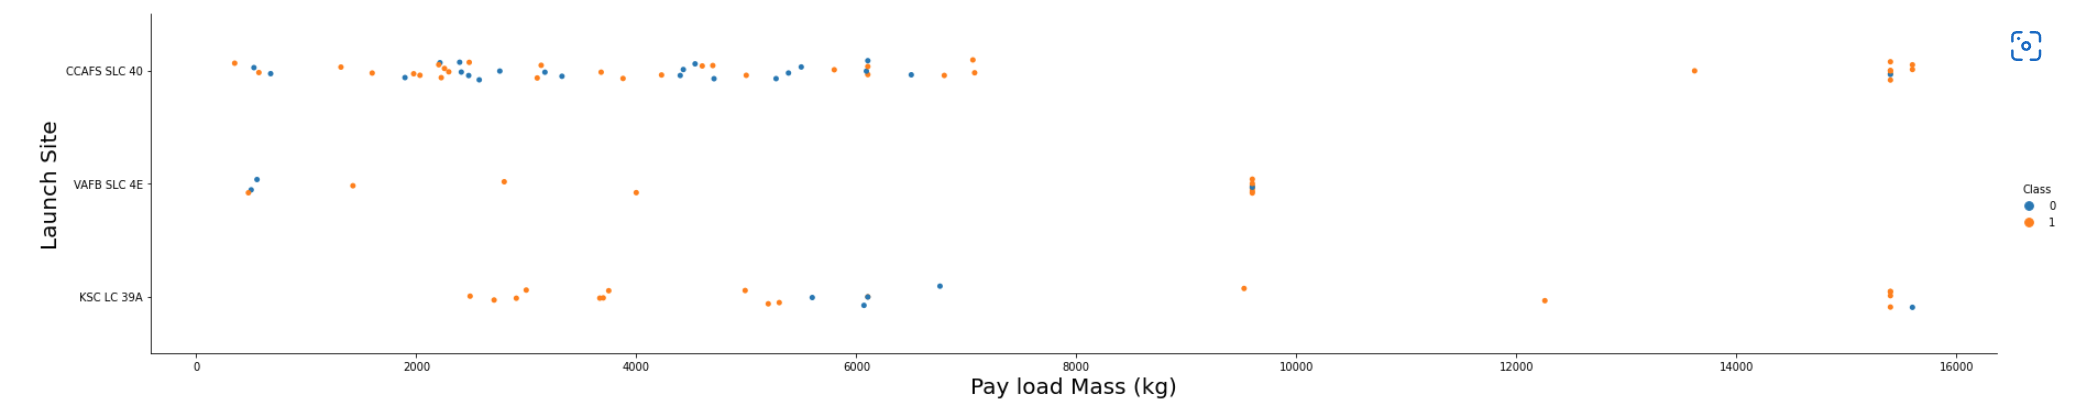 Launch Site
CCAFS SLC 40
VAFB SLC 4E
KSC LC 39A
0 2000 4000 6000 8000 10000 12000 14000 16000
Pay load Mass (kg)
Class
0
1